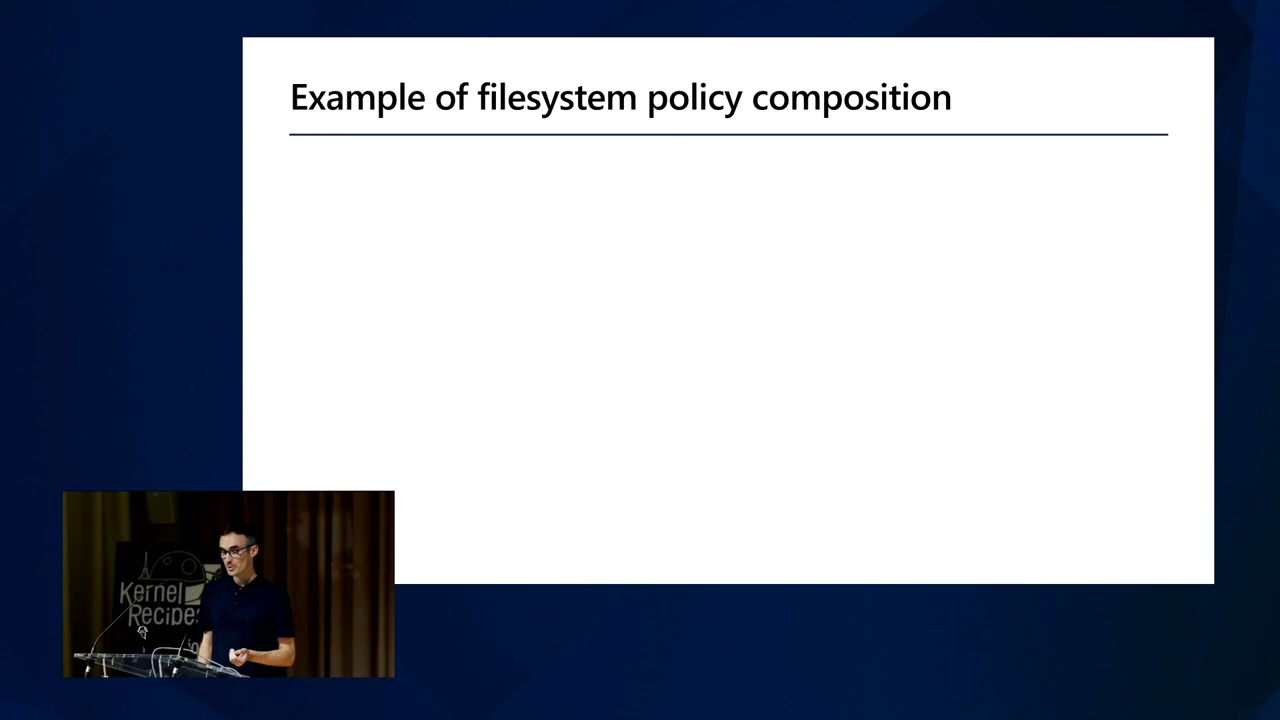 Example of filesystem policy composition
Kernel
Recipes